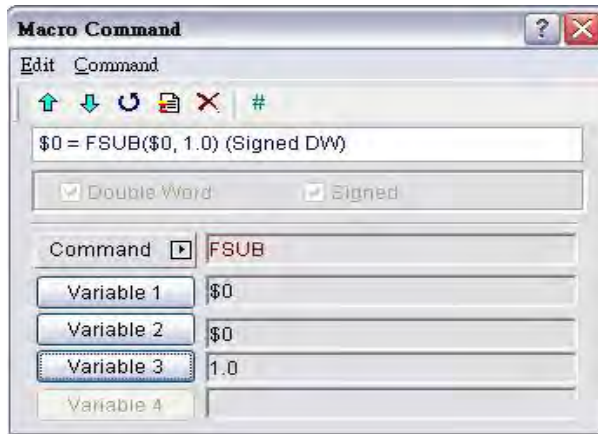 Macro Command
Edit Command
#
$0 = FSUB($0, 1.0) (Signed DW)
Double Word Signed
Command FSUB
Variable 1 $0
Variable 2 $0
Variable 3 1.0
Variable 4